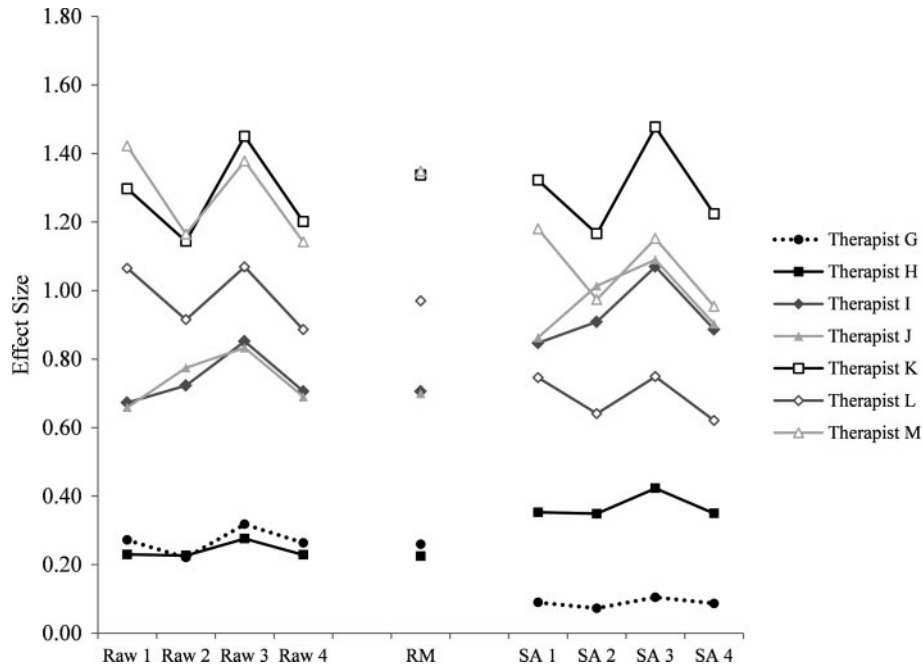 1.80
1.60
1.40
1.20
1.00
0.80
0.60
0.40
0.20
0.00
Effect Size
Raw 1 Raw 2 Raw 3 Raw 4 RM SA 1 SA 2 SA 3 SA 4
Therapist G
Therapist H
Therapist I
Therapist J
Therapist K
Therapist L
Therapist M